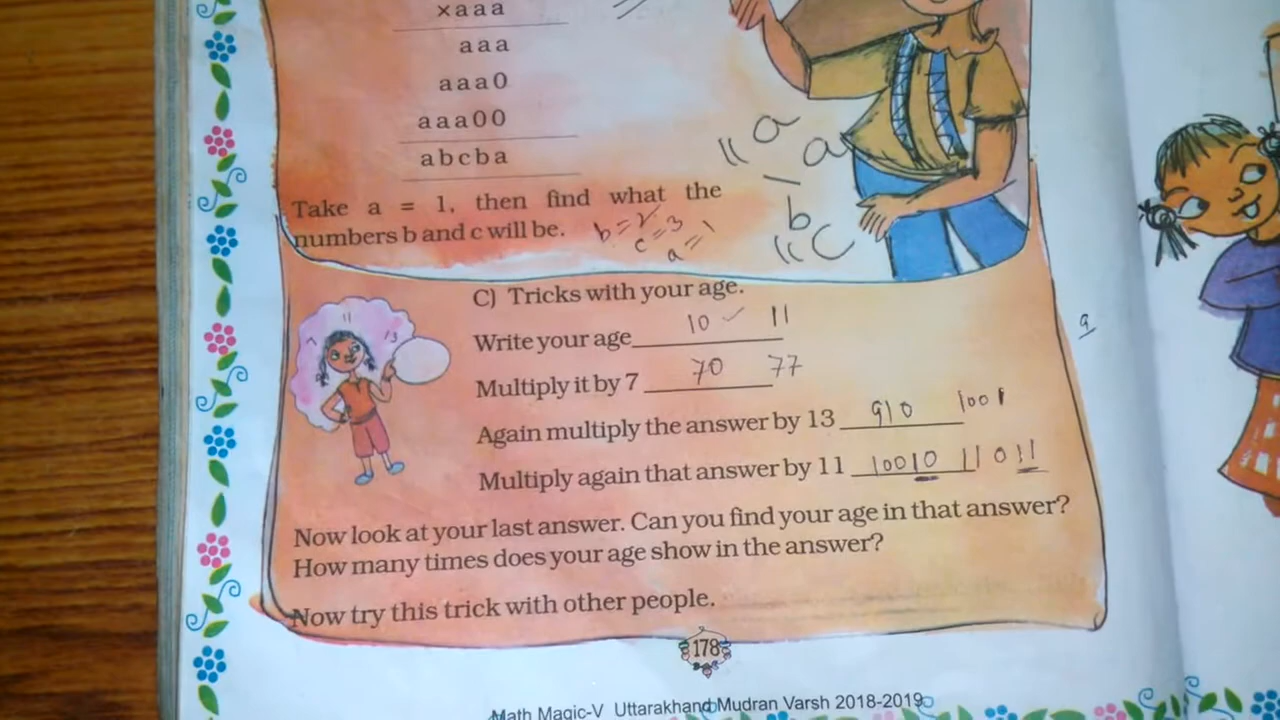 xaaa
aaa
aaa0
aaa00
abcba
Take a = 1, then find what the
numbers b and c will be. b=2 c=3 a=1
"a
a
b
"C
C) Tricks with your age.
Write your age 10 ✓ 11
Multiply it by 7 70 77
Again multiply the answer by 13 910 1001
Multiply again that answer by 11 10010 11011
Now look at your last answer. Can you find your age in that answer?
How many times does your age show in the answer?
Now try this trick with other people.
178
Math Magic-V Uttarakhand Mudran Varsh 2018-2019